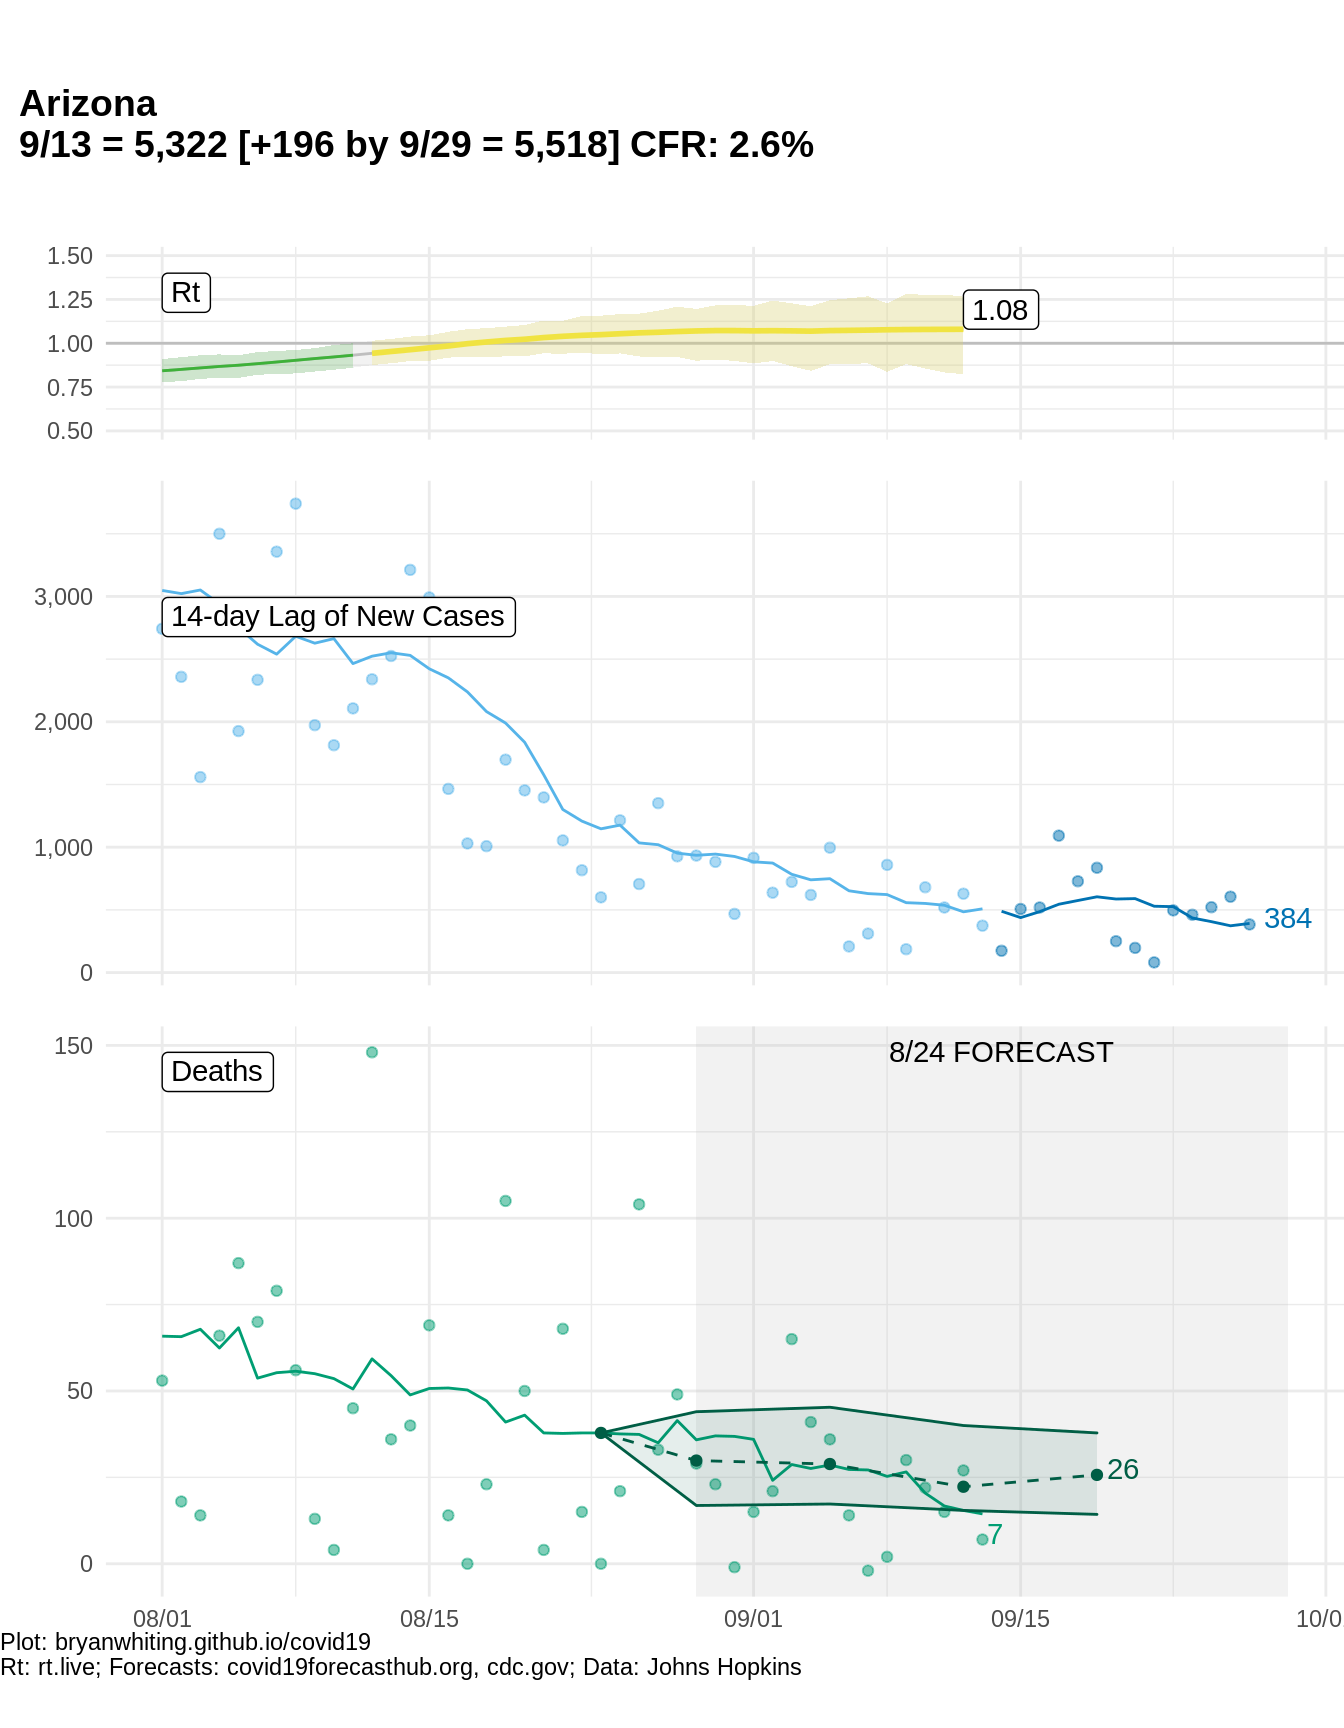 Arizona
9/13 = 5,322 [+196 by 9/29 = 5,518] CFR: 2.6%
1.50
1.25
1.00
0.75
0.50
Rt
1.08
3,000
2,000
1,000
0
14-day Lag of New Cases
384
150
100
50
0
Deaths
8/24 FORECAST
26
7
08/01 08/15 09/01 09/15 10/0
Plot: bryanwhiting.github.io/covid19
Rt: rt.live; Forecasts: covid19forecasthub.org, cdc.gov; Data: Johns Hopkins